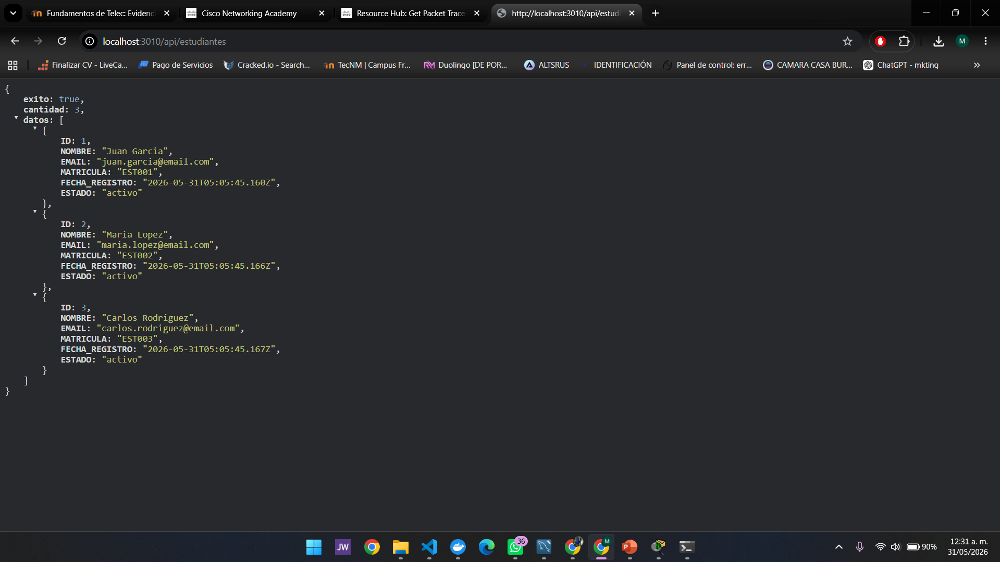 Fundamentos de Telec: Evidenci
Cisco Networking Academy
Resource Hub: Get Packet Trace
http://localhost:3010/api/estudi
localhost:3010/api/estudiantes
M
Finalizar CV - LiveCa...
Pago de Servicios
Cracked.io - Search...
TecNM | Campus Fr...
Duolingo [DE POR...
ALTSRUS
IDENTIFICACIÓN
Panel de control: err...
CAMARA CASA BUR...
ChatGPT - mkting
{
exito: true,
cantidad: 3,
datos: [
{
ID: 1,
NOMBRE: "Juan Garcia",
EMAIL: "juan.garcia@email.com",
MATRICULA: "EST001",
FECHA_REGISTRO: "2026-05-31T05:05:45.160Z",
ESTADO: "activo"
},
{
ID: 2,
NOMBRE: "Maria Lopez",
EMAIL: "maria.lopez@email.com",
MATRICULA: "EST002",
FECHA_REGISTRO: "2026-05-31T05:05:45.166Z",
ESTADO: "activo"
},
{
ID: 3,
NOMBRE: "Carlos Rodriguez",
EMAIL: "carlos.rodriguez@email.com",
MATRICULA: "EST003",
FECHA_REGISTRO: "2026-05-31T05:05:45.167Z",
ESTADO: "activo"
}
]
}
JW
36
M
P
90%
12:31 a. m.
31/05/2026